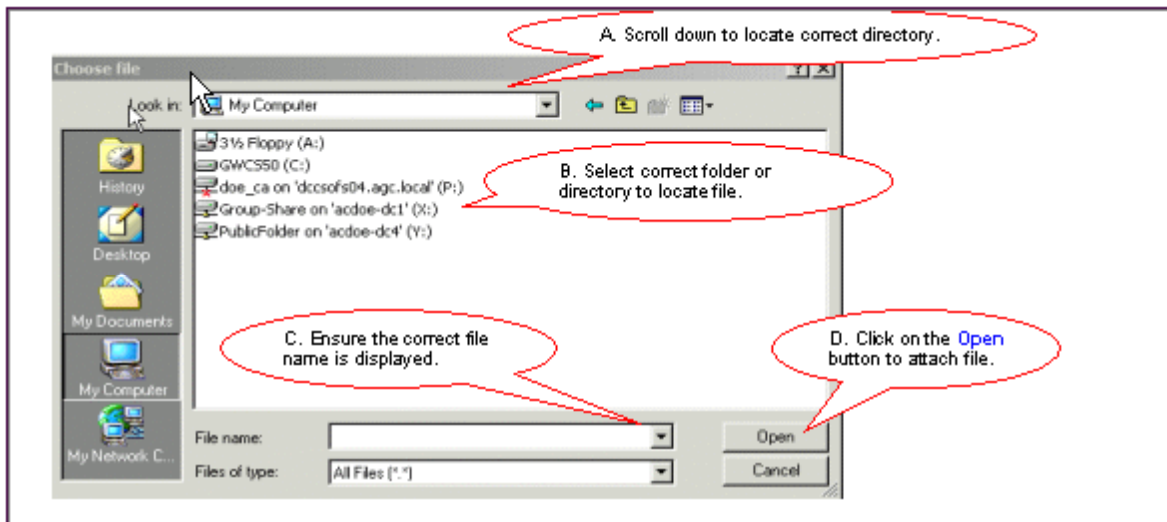 A. Scroll down to locate correct directory.
Choose file
Look in:
My Computer
3½ Floppy (A:)
GWCS50 (C:)
doe_ca on 'dccsofs04.agc.local' (P:)
Group-Share on 'acdoe-dc1' (X:)
PublicFolder on 'acdoe-dc4' (Y:)
B. Select correct folder or
directory to locate file.
History
Desktop
My Documents
My Computer
My Network C...
C. Ensure the correct file
name is displayed.
D. Click on the Open
button to attach file.
File name:
Open
Files of type:
All Files (*.*)
Cancel